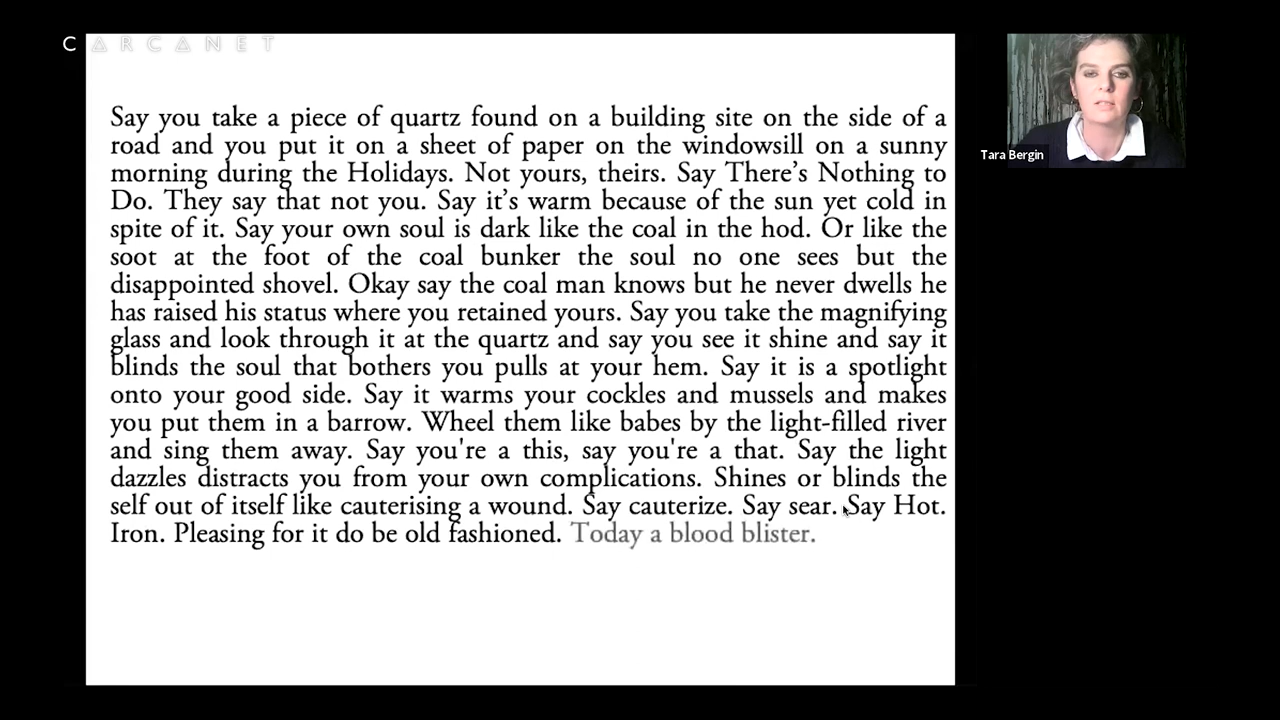 CARCANET
Say you take a piece of quartz found on a building site on the side of a
road and you put it on a sheet of paper on the windowsill on a sunny
morning during the Holidays. Not yours, theirs. Say There’s Nothing to
Do. They say that not you. Say it’s warm because of the sun yet cold in
spite of it. Say your own soul is dark like the coal in the hod. Or like the
soot at the foot of the coal bunker the soul no one sees but the
disappointed shovel. Okay say the coal man knows but he never dwells he
has raised his status where you retained yours. Say you take the magnifying
glass and look through it at the quartz and say you see it shine and say it
blinds the soul that bothers you pulls at your hem. Say it is a spotlight
onto your good side. Say it warms your cockles and mussels and makes
you put them in a barrow. Wheel them like babes by the light-filled river
and sing them away. Say you're a this, say you're a that. Say the light
dazzles distracts you from your own complications. Shines or blinds the
self out of itself like cauterising a wound. Say cauterize. Say sear. Say Hot.
Iron. Pleasing for it do be old fashioned. Today a blood blister.
Tara Bergin